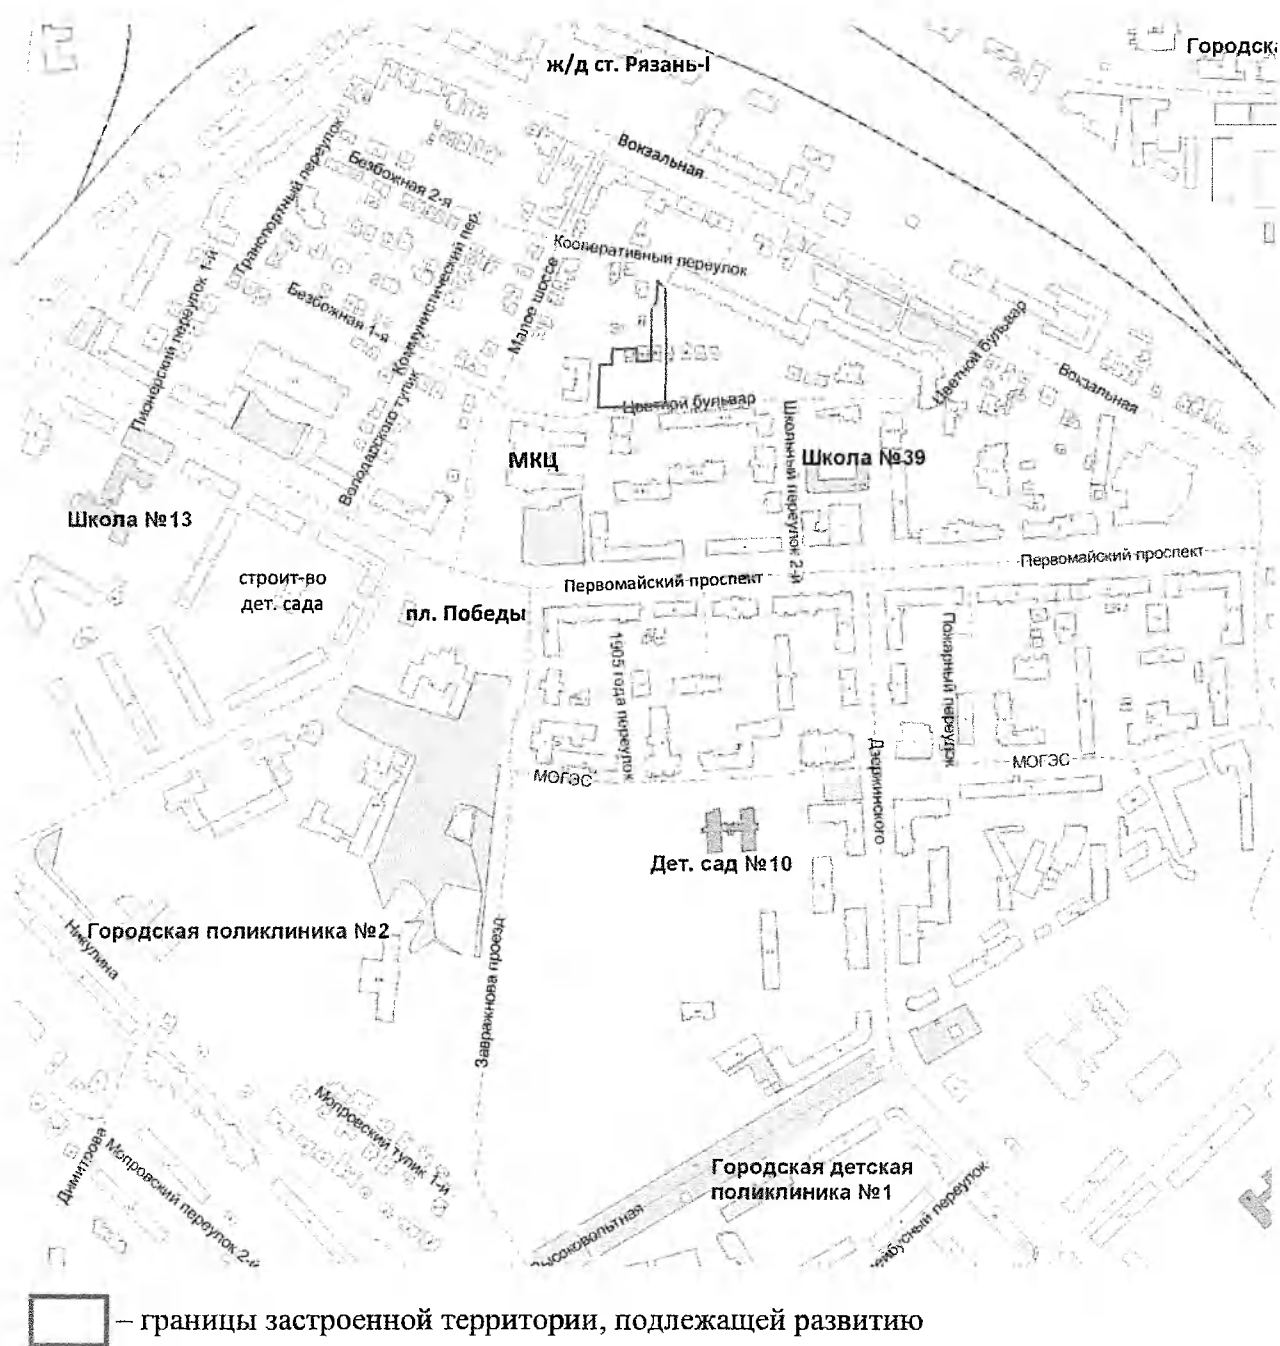 ж/д ст. Рязань-I
Городска
Вокзальная
Транспортный переулок
Безбожная 2-я
Коммунистический пер.
Кооперативный переулок
Малое шоссе
Пионерский переулок 1-й
Безбожная 1-я
Цветной бульвар
Вокзальная
Цветной бульвар
Володарского тупик
МКЦ
Школьный переулок 2-й
Школа №39
Школа №13
Первомайский проспект
Первомайский проспект
строит-во
дет. сада
пл. Победы
1905 года переулок
Пожарный переулок
МОГЭС
Дзержинского
МОГЭС
Дет. сад №10
Городская поликлиника №2
Никулина
Завражнова проезд
Мопровский тупик 1-й
Димитрова
Мопровский переулок 2-й
Городская детская
поликлиника №1
Высоковольтная
ейбусный переулок
– границы застроенной территории, подлежащей развитию